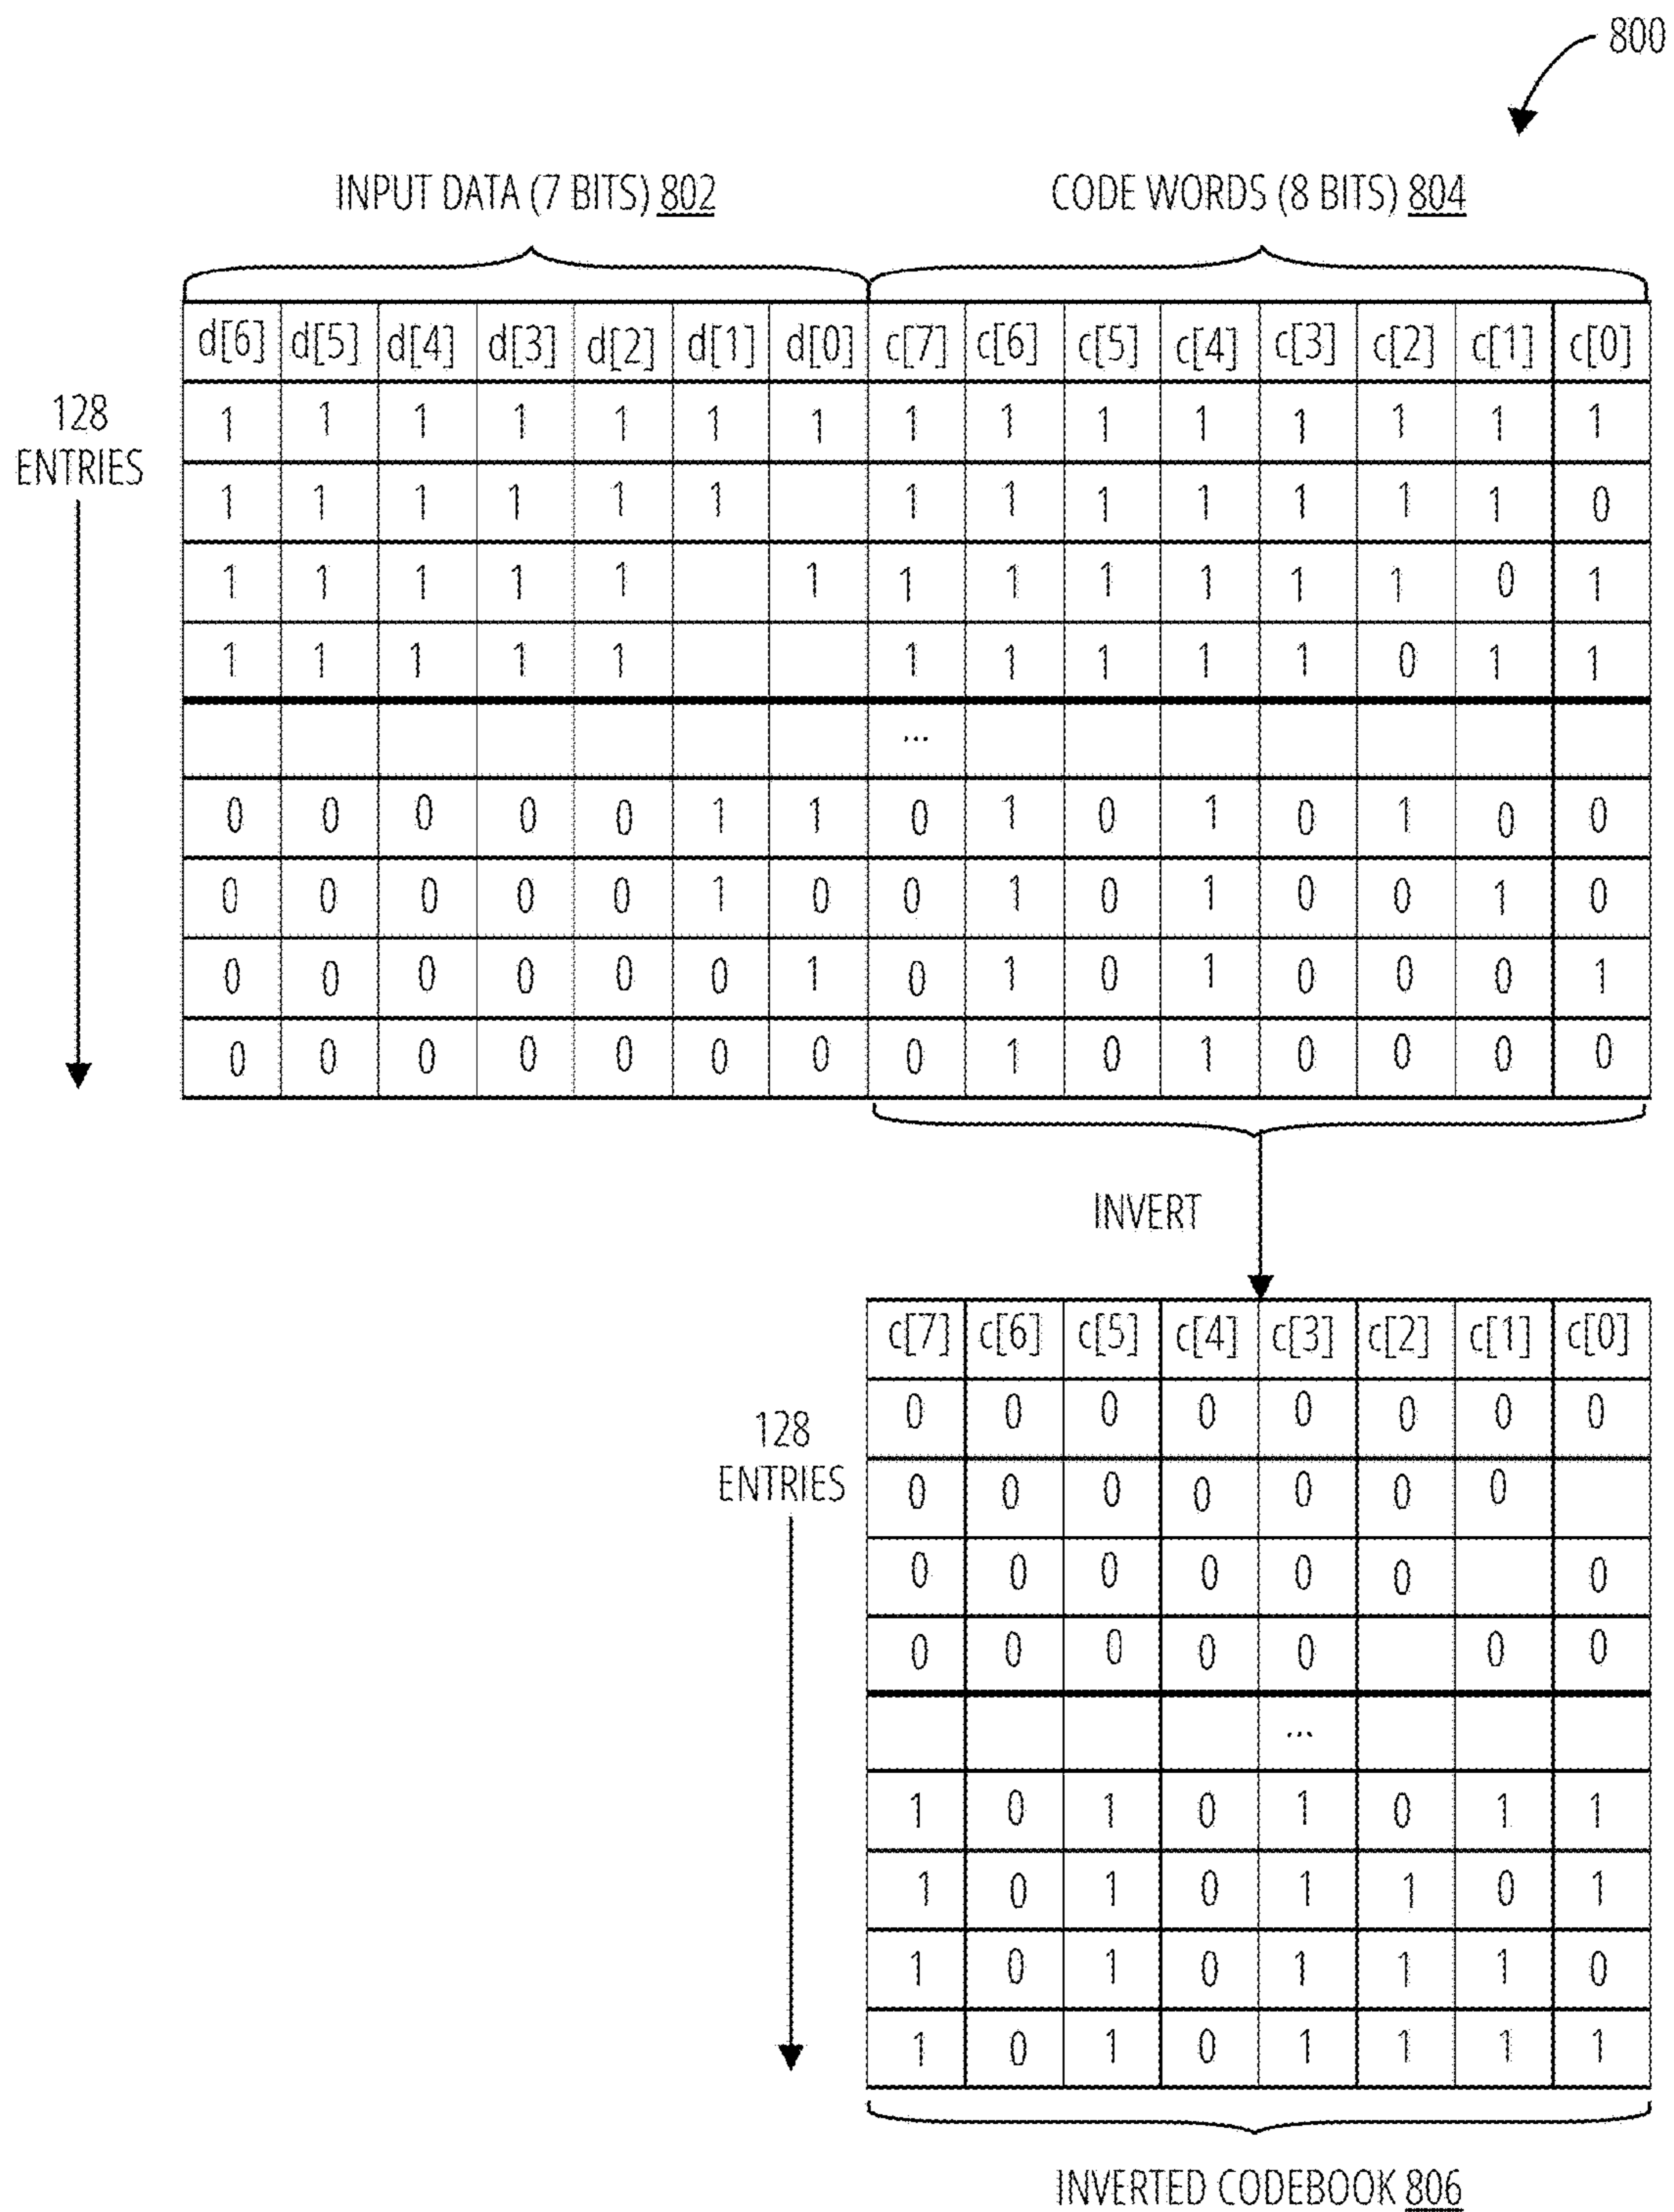 800
INPUT DATA (7 BITS) 802 CODE WORDS (8 BITS) 804
d[6] d[5] d[4] d[3] d[2] d[1] d[0] c[7] c[6] c[5] c[4] c[3] c[2] c[1] c[0]
128
ENTRIES
1 1 1 1 1 1 1 1 1 1 1 1 1 1 1
1 1 1 1 1 1 1 1 1 1 1 1 1 0
1 1 1 1 1 1 1 1 1 1 1 1 0 1
1 1 1 1 1 1 1 1 1 1 0 1 1
...
0 0 0 0 0 1 1 0 1 0 1 0 1 0 0
0 0 0 0 0 1 0 0 1 0 1 0 0 1 0
0 0 0 0 0 0 1 0 1 0 1 0 0 0 1
0 0 0 0 0 0 0 0 1 0 1 0 0 0 0
INVERT
c[7] c[6] c[5] c[4] c[3] c[2] c[1] c[0]
128
ENTRIES
0 0 0 0 0 0 0 0
0 0 0 0 0 0 0
0 0 0 0 0 0 0
0 0 0 0 0 0 0
...
1 0 1 0 1 0 1 1
1 0 1 0 1 1 0 1
1 0 1 0 1 1 1 0
1 0 1 0 1 1 1 1
INVERTED CODEBOOK 806